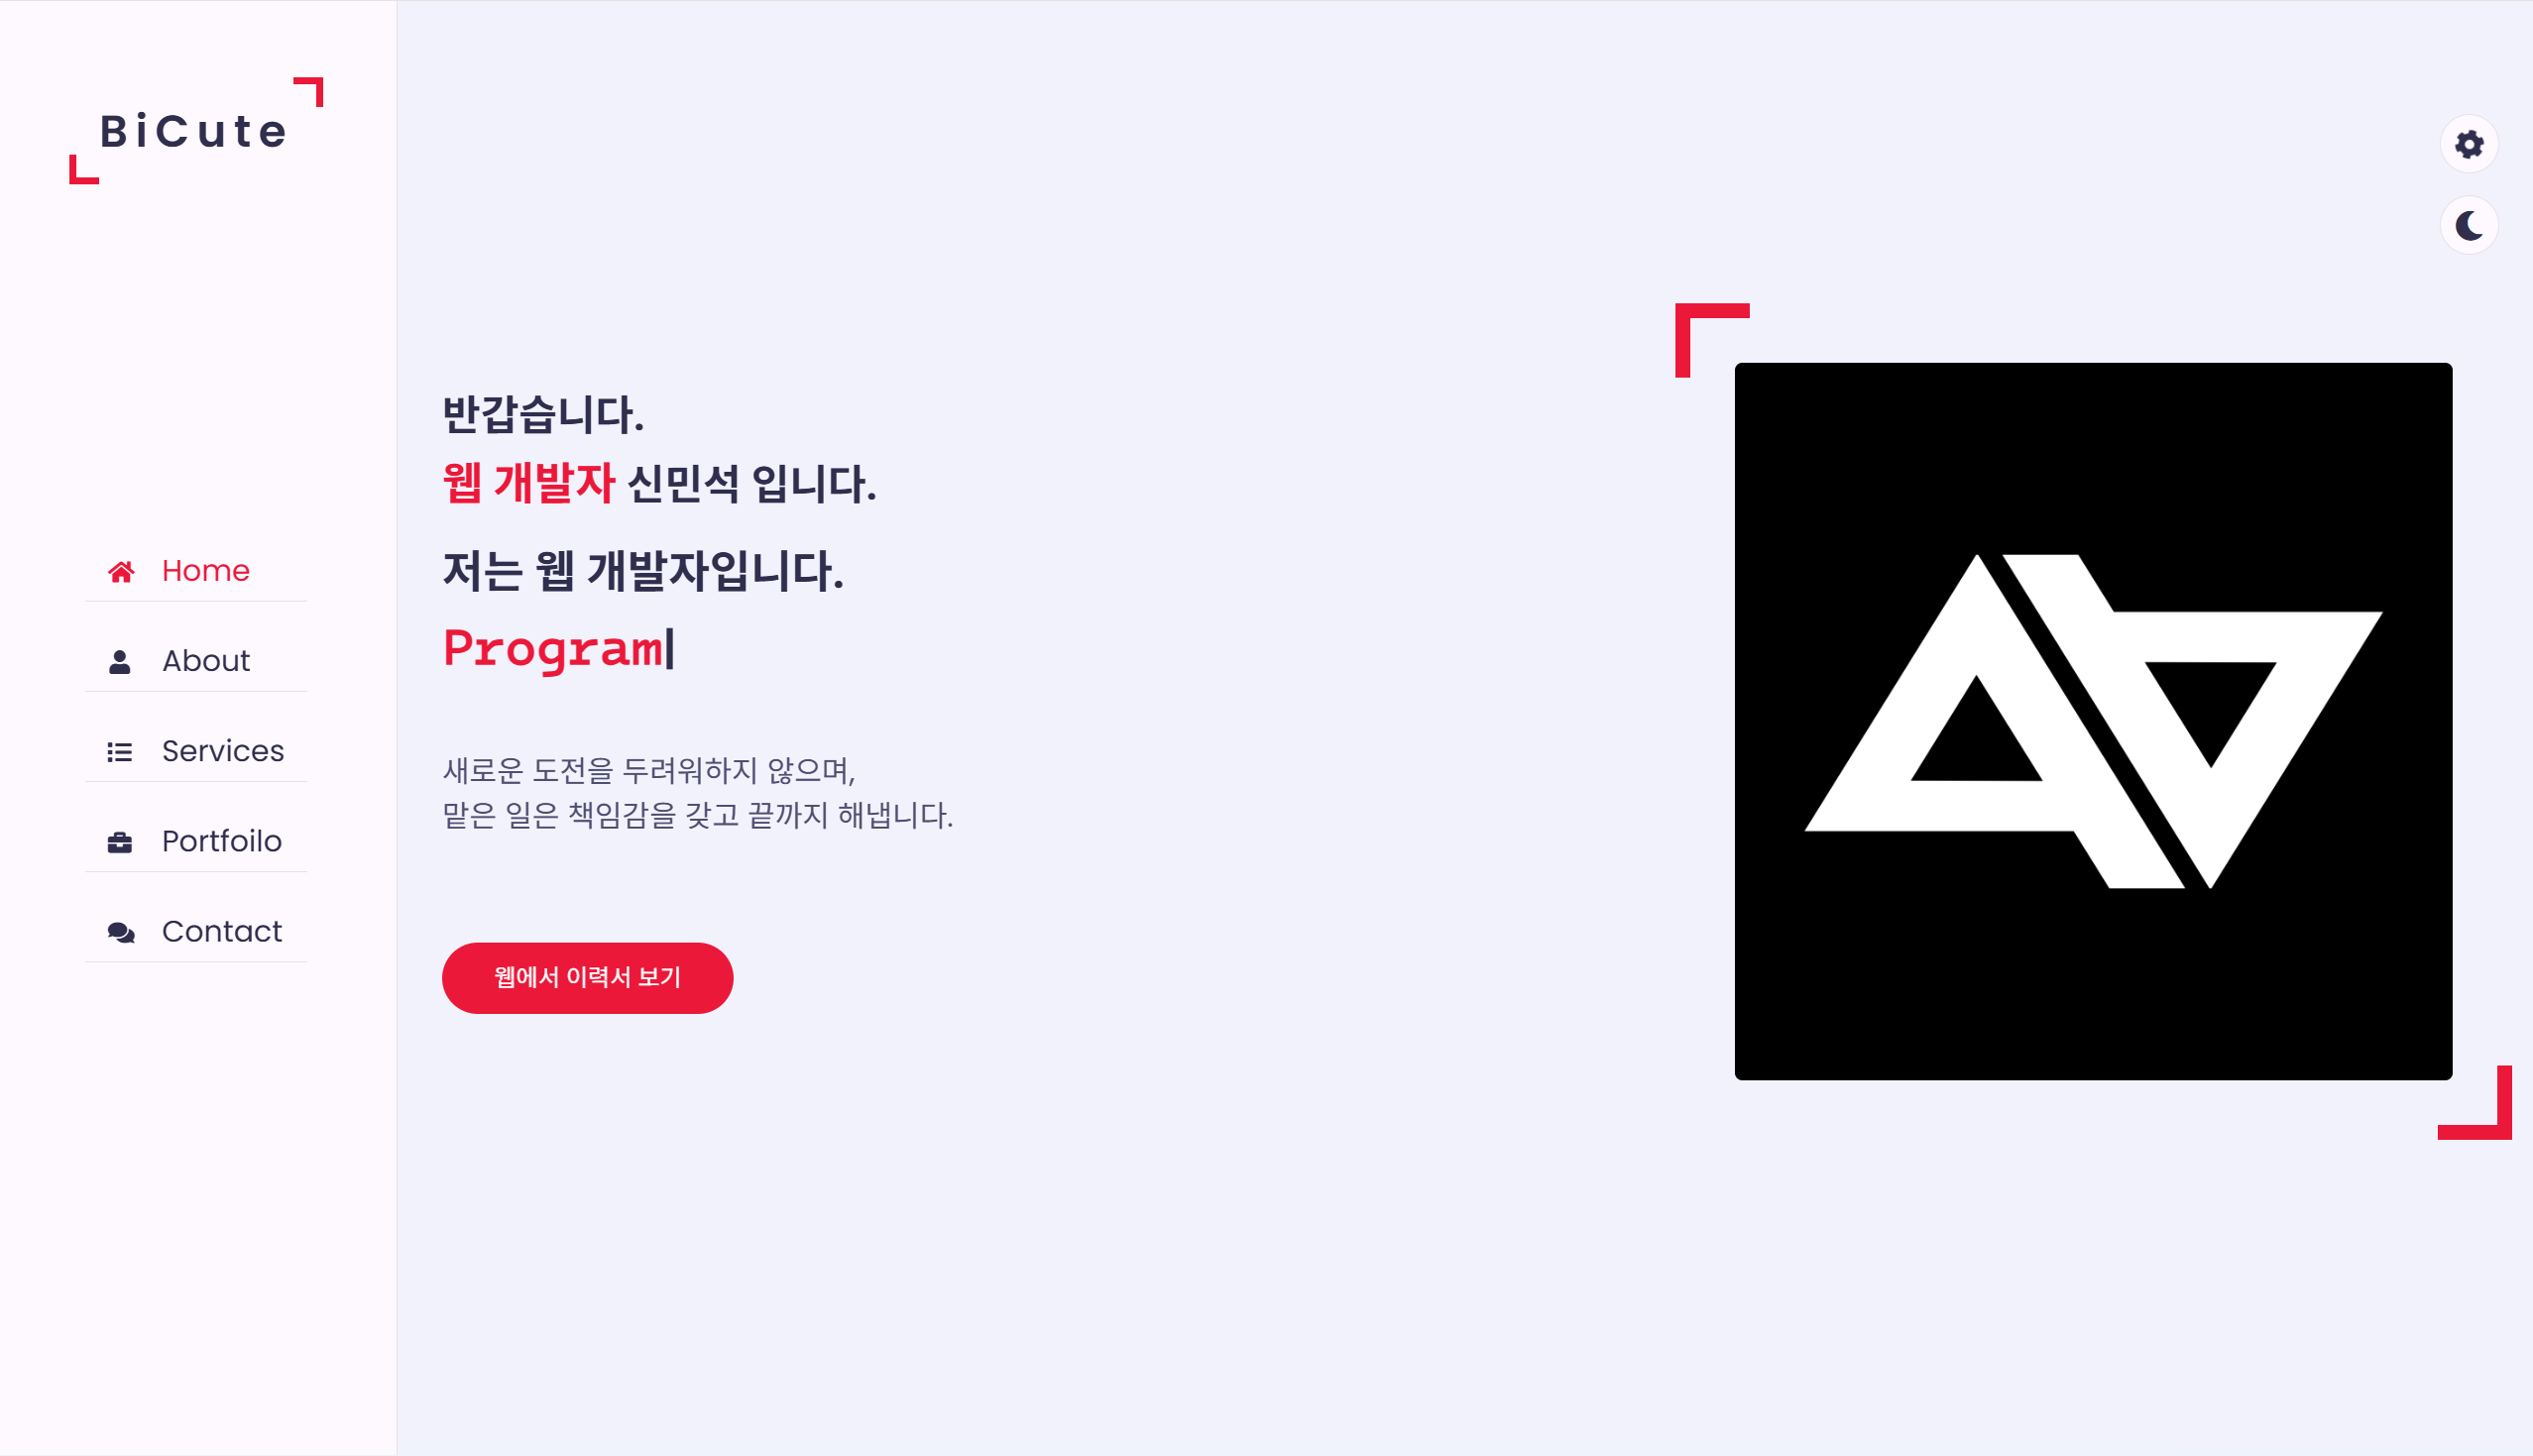 BiCute
Home
About
Services
Portfoilo
Contact
반갑습니다.
웹 개발자 신민석 입니다.
저는 웹 개발자입니다.
Program
새로운 도전을 두려워하지 않으며,
맡은 일은 책임감을 갖고 끝까지 해냅니다.
웹에서 이력서 보기